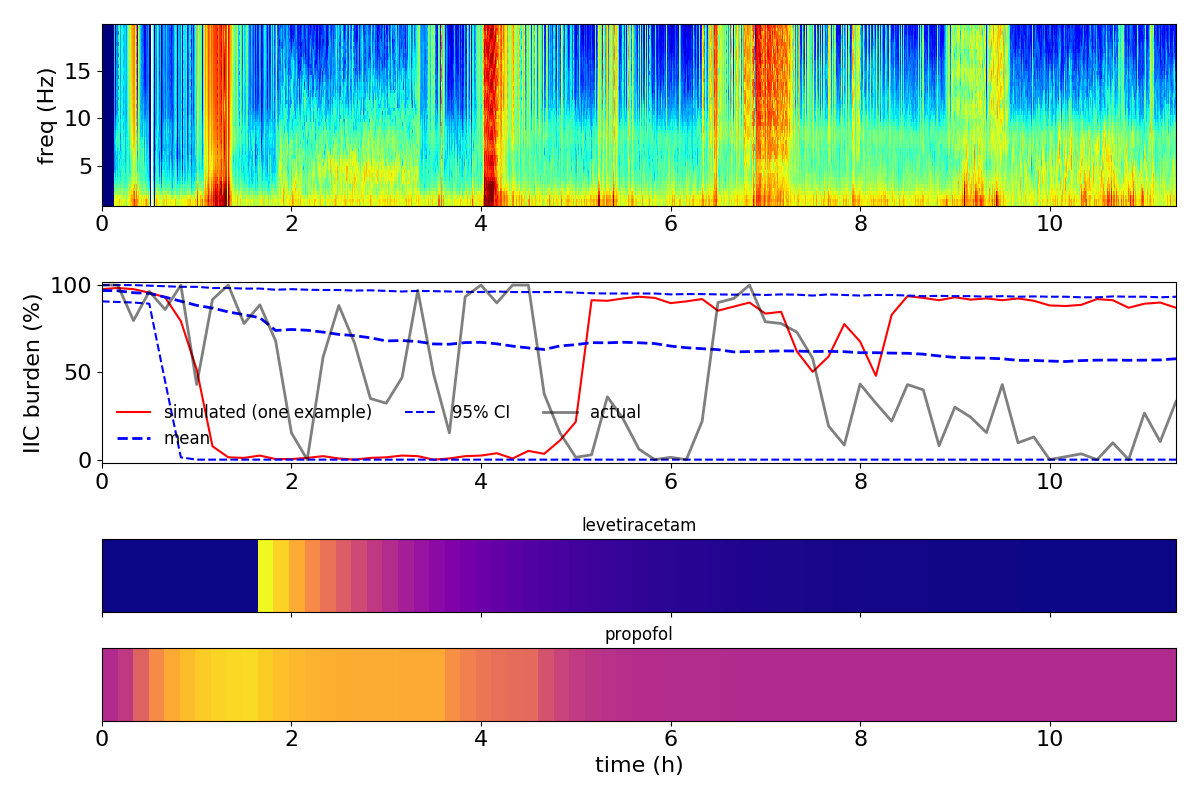 freq (Hz)
15
10
5
0 2 4 6 8 10
IIC burden (%)
100
50
0
simulated (one example) 95% CI actual
mean
0 2 4 6 8 10
levetiracetam
propofol
0 2 4 6 8 10
time (h)